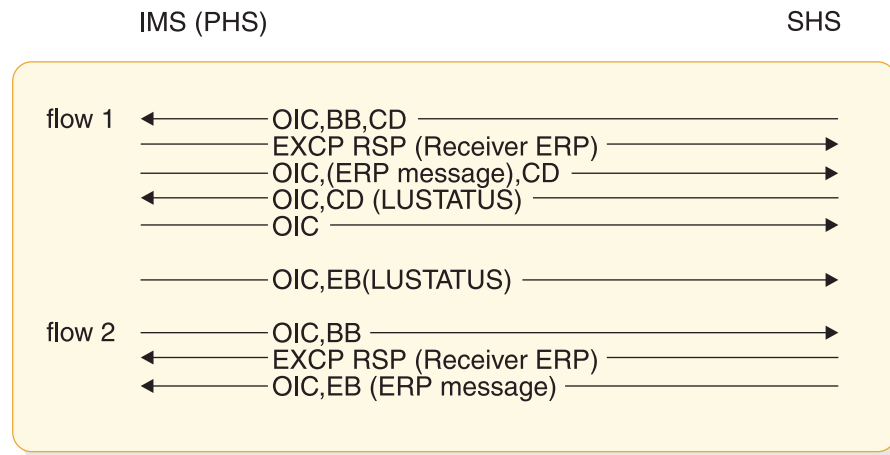 IMS (PHS) SHS
flow 1 OIC,BB,CD
EXCP RSP (Receiver ERP)
OIC,(ERP message),CD
OIC,CD (LUSTATUS)
OIC
OIC,EB(LUSTATUS)
flow 2 OIC,BB
EXCP RSP (Receiver ERP)
OIC,EB (ERP message)